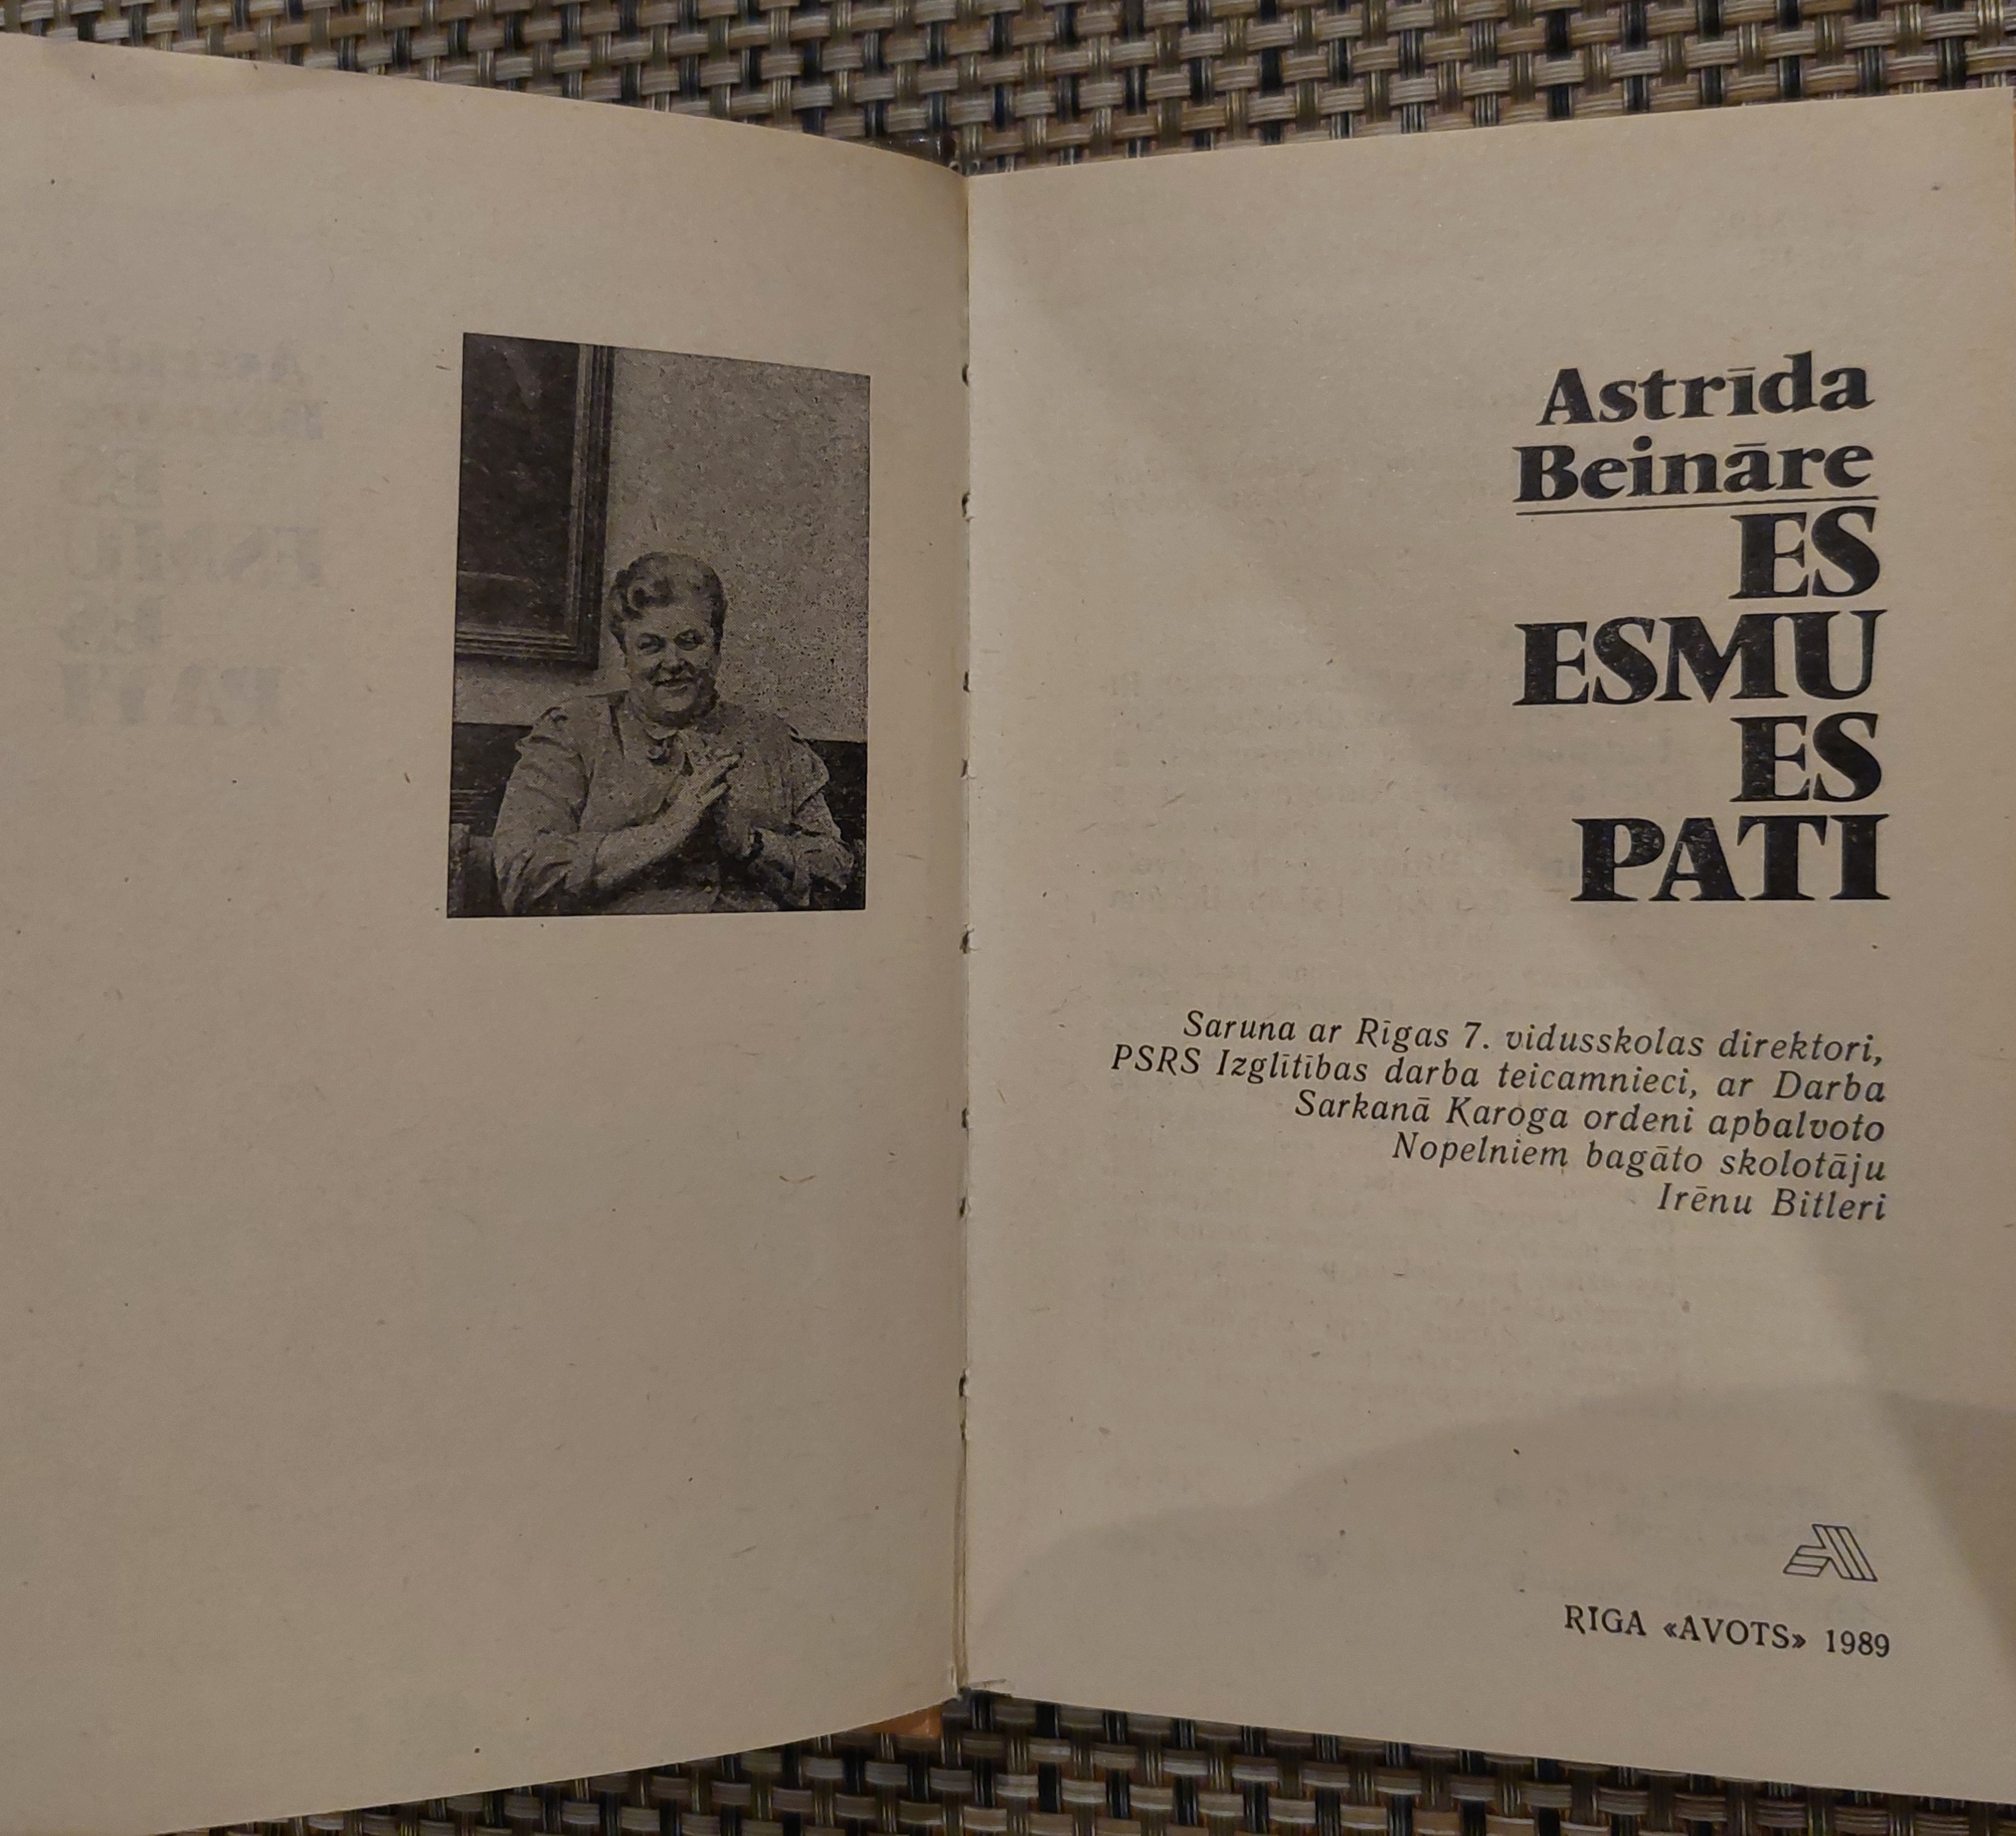 Astrīda
Beināre
ES
ESMU
ES
PATI
Saruna ar Rīgas 7. vidusskolas direktori,
PSRS Izglītības darba teicamnieci, ar Darba
Sarkanā Karoga ordeni apbalvoto
Nopelniem bagāto skolotāju
Irēnu Bitleri
RIGA «AVOTS» 1989